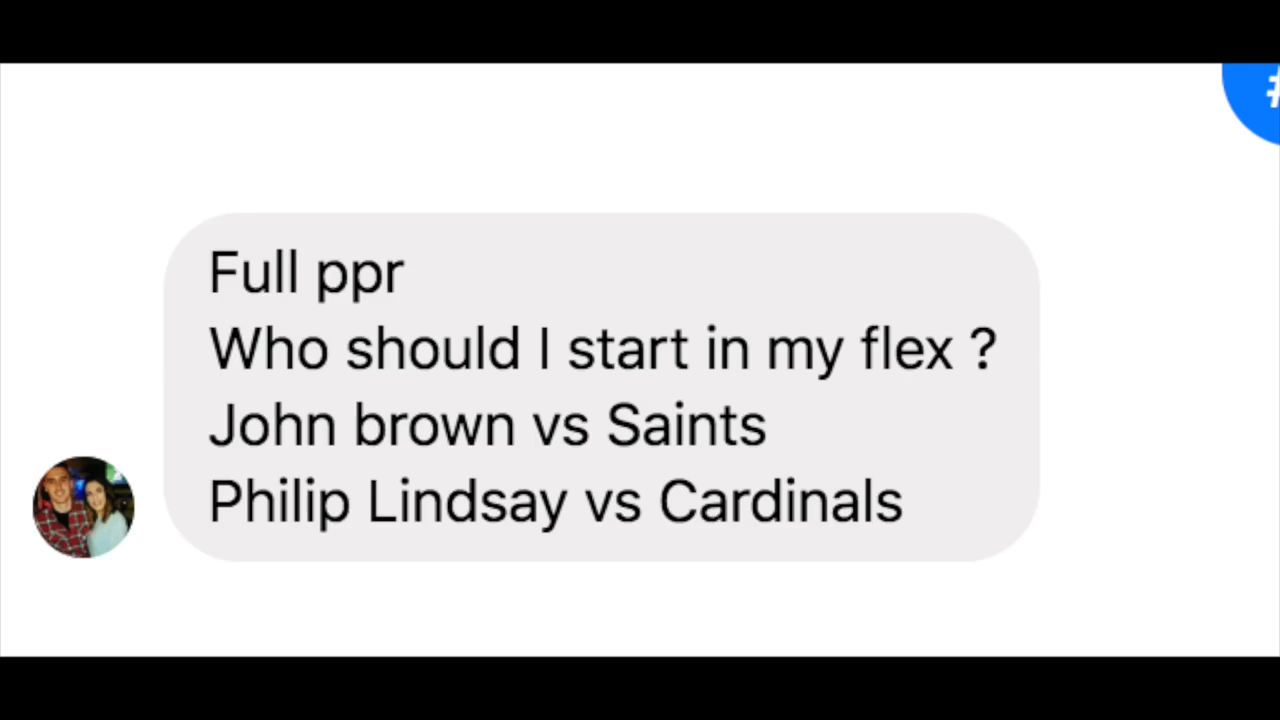 Full ppr
Who should I start in my flex ?
John brown vs Saints
Philip Lindsay vs Cardinals